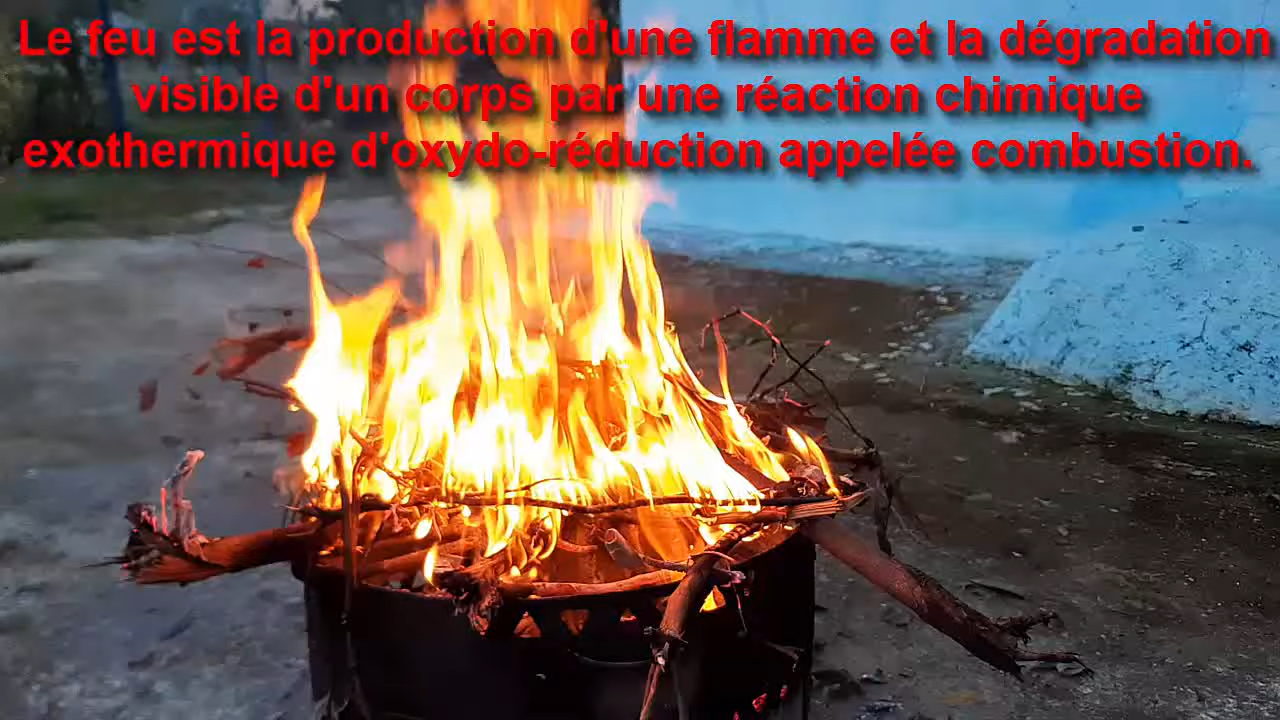 Le feu est la production d'une flamme et la dégradation
visible d'un corps par une réaction chimique
exothermique d'oxydo-réduction appelée combustion.